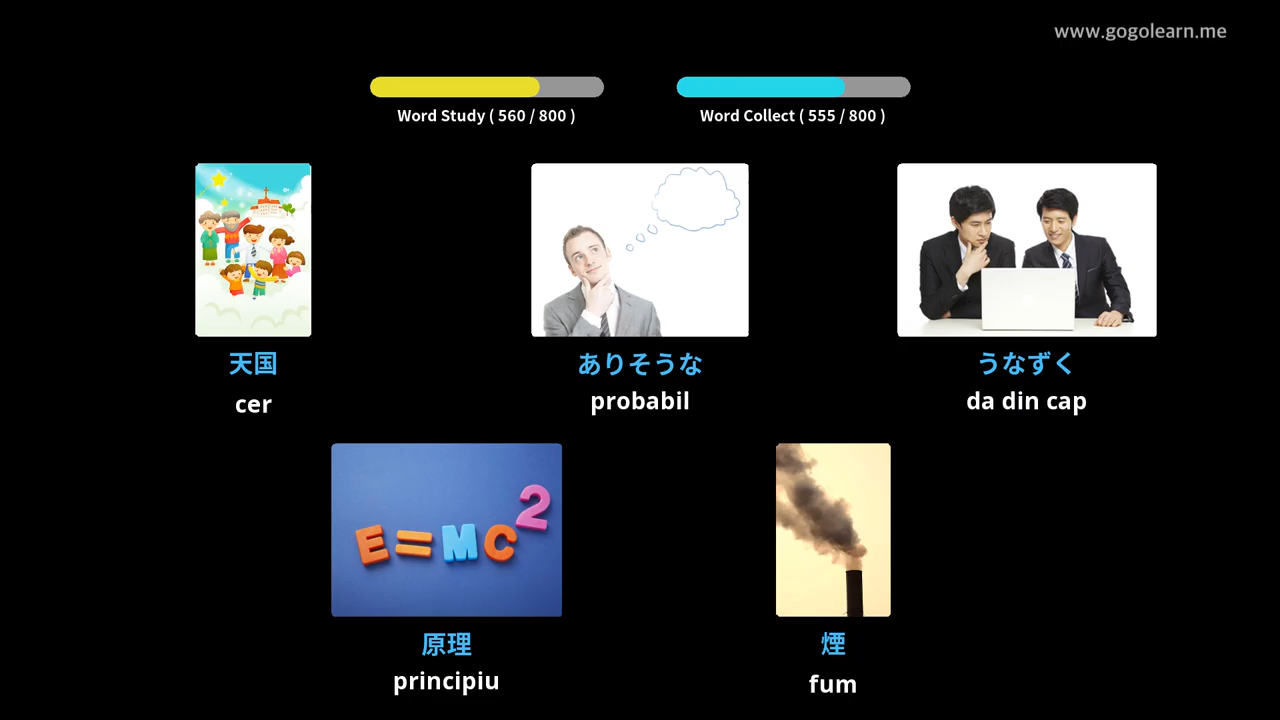 www.gogolearn.me
Word Study ( 560 / 800 )
Word Collect ( 555 / 800 )
天国
cer
ありそうな
probabil
うなずく
da din cap
E=MC2
原理
principiu
煙
fum